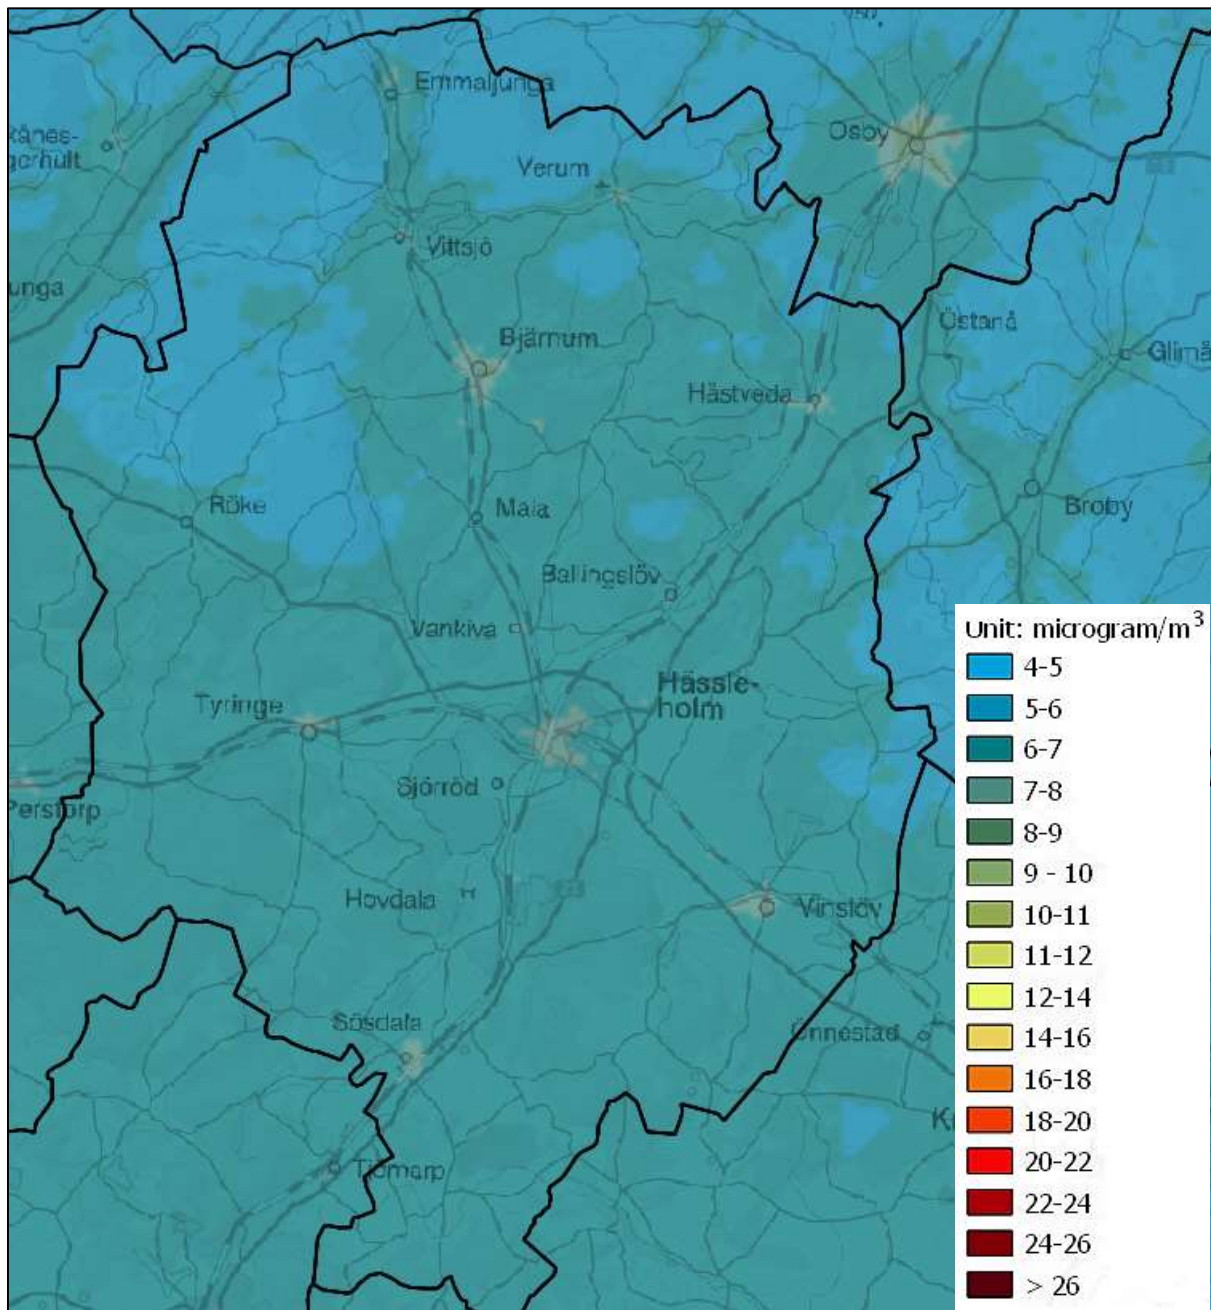 Emmaljunga
Osby
kånes-
gerhult
Verum
Vittsjö
unga
Östanå
Bjärnum
Glimå
Hästveda
Röke
Mala
Broby
Ballingslöv
Vankiva
Hässle-
holm
Tyringe
Sjörröd
Perstorp
Hovdala
Vinslöv
Sösdala
Önnestad
Tjörnarp
Unit: microgram/m³
4-5
5-6
6-7
7-8
8-9
9 - 10
10-11
11-12
12-14
14-16
16-18
18-20
20-22
22-24
24-26
> 26